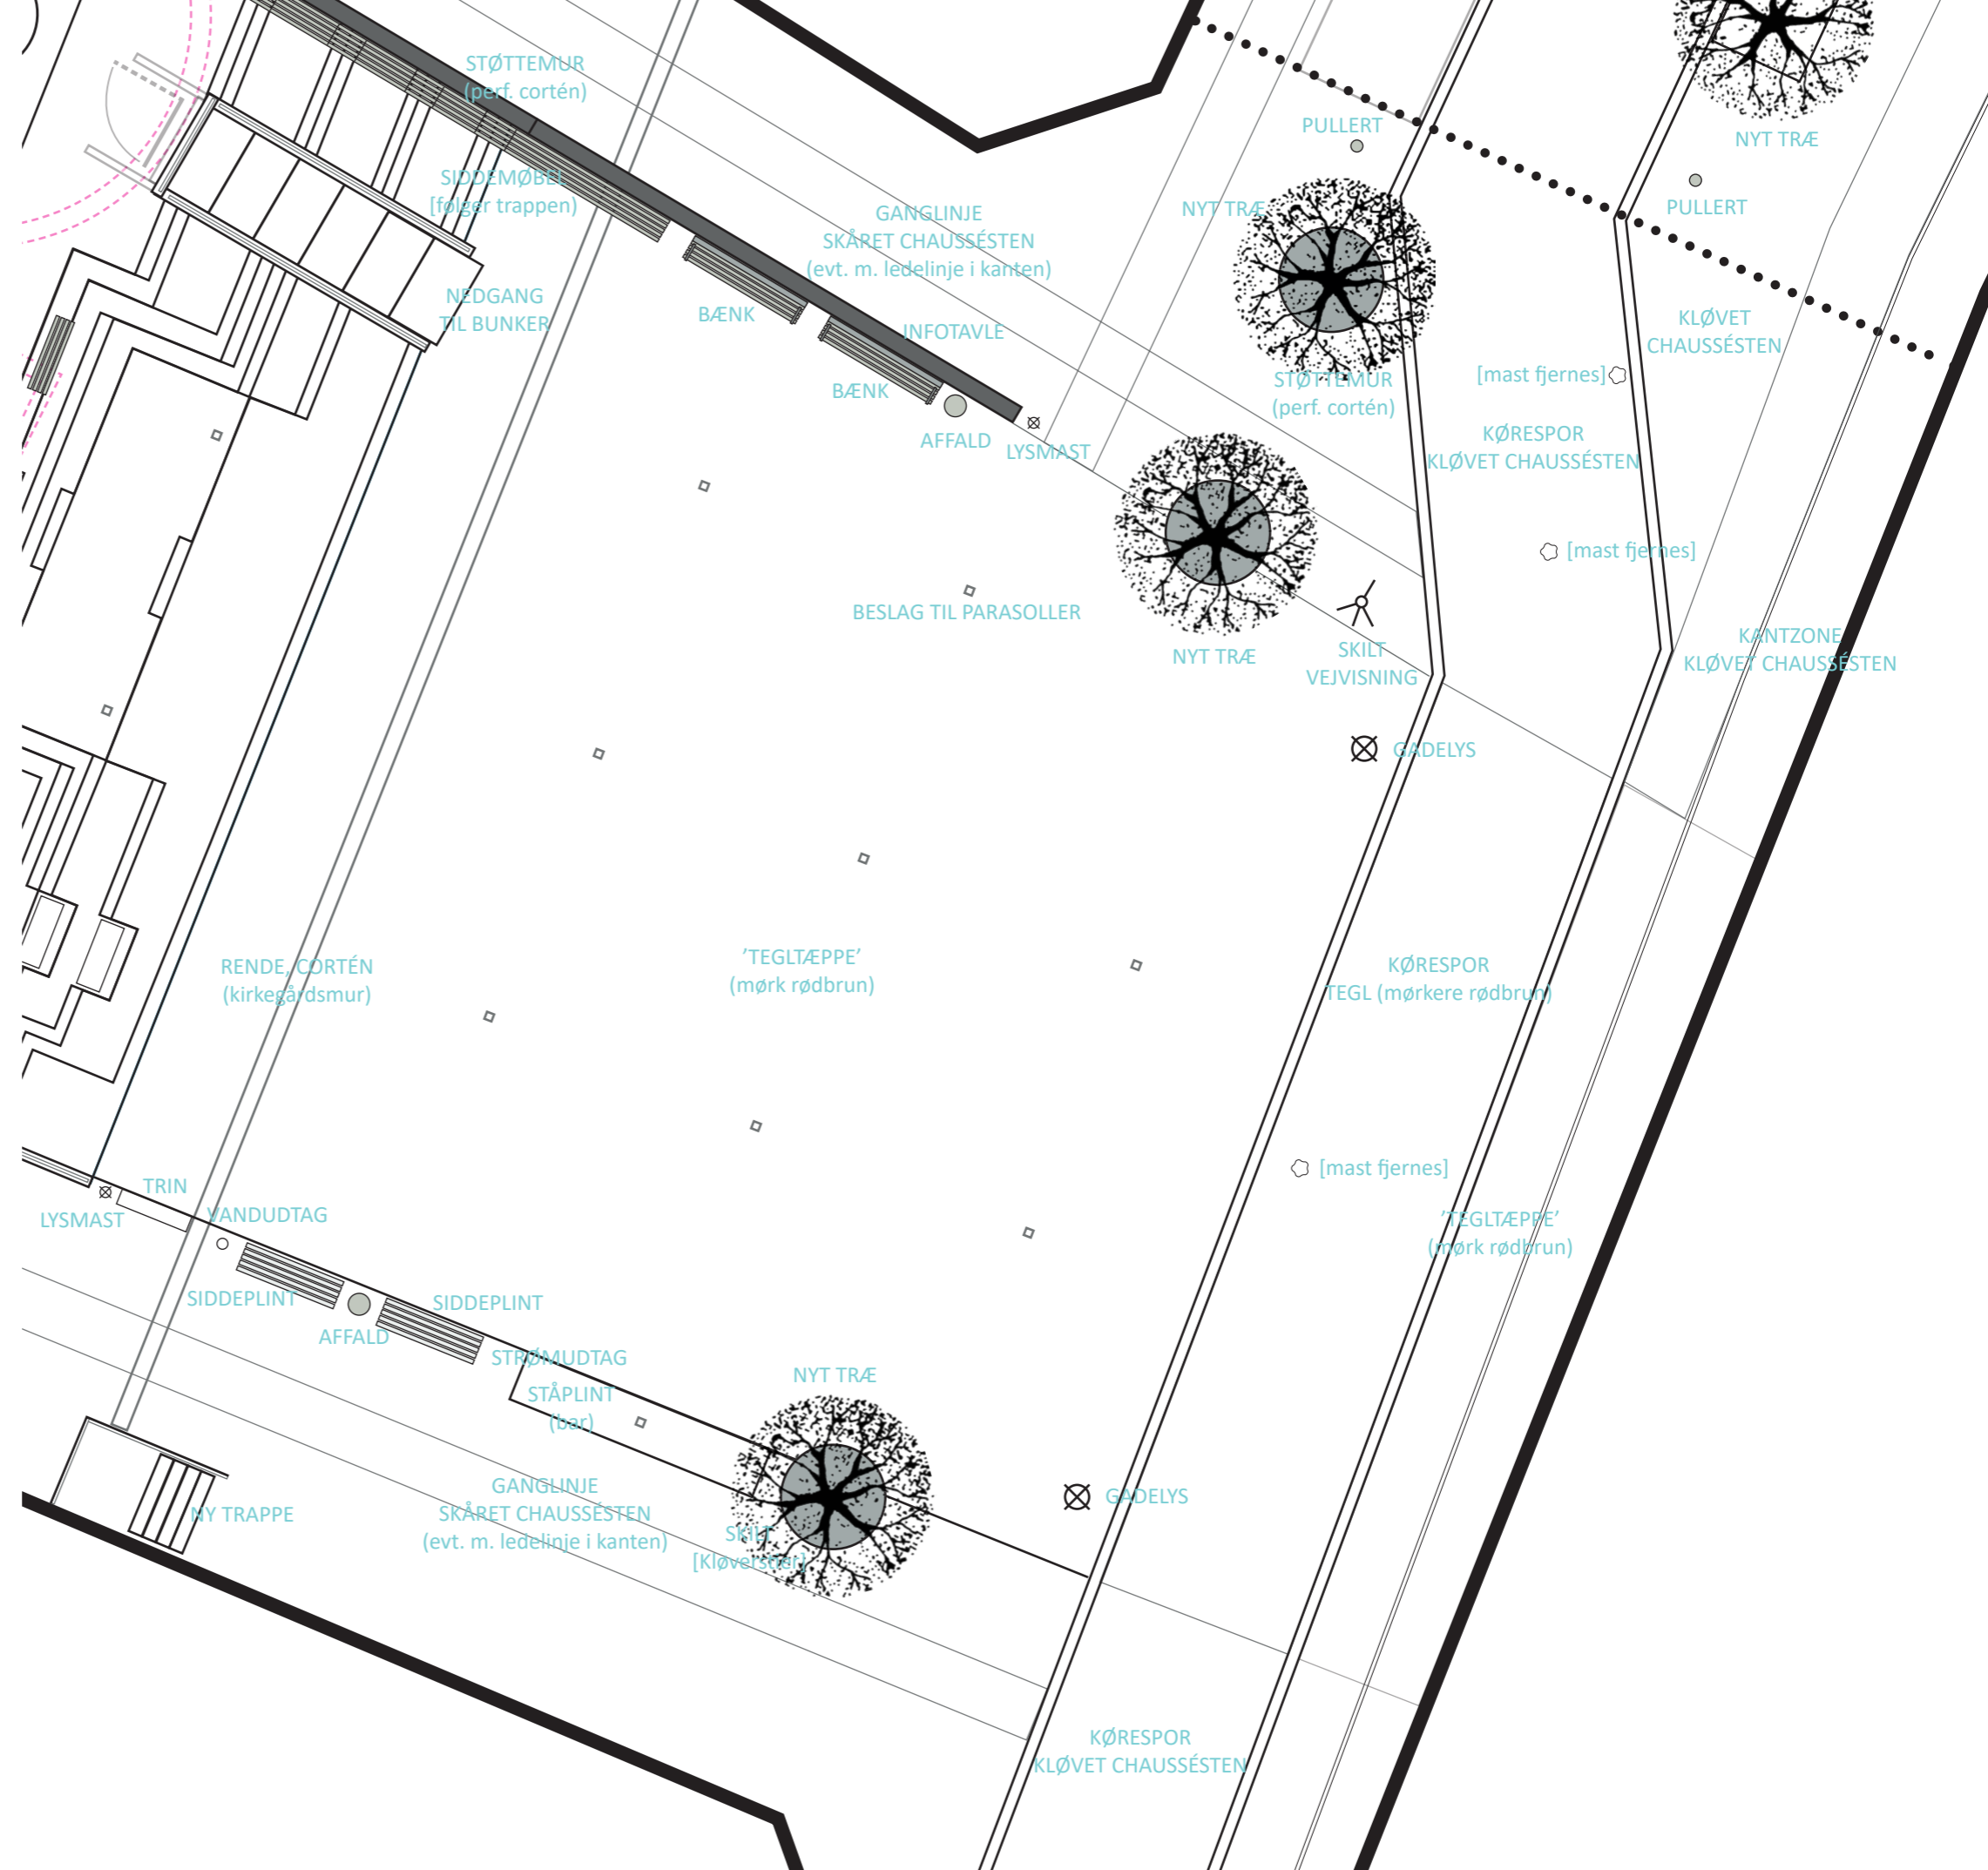 STØTTEMUR
(perf. cortén)
PULLERT
NYT TRÆ
SIDDEMØBEL
[følger trappen]
GANGLINJE
SKÅRET CHAUSSÉSTEN
(evt. m. ledelinje i kanten)
NYT TRÆ
PULLERT
NEDGANG
TIL BUNKER
BÆNK
INFOTAVLE
KLØVET
CHAUSSÉSTEN
BÆNK
STØTTEMUR
(perf. cortén)
[mast fjernes]
AFFALD
LYSMAST
KØRESPOR
KLØVET CHAUSSÉSTEN
[mast fjernes]
BESLAG TIL PARASOLLER
NYT TRÆ
SKILT
VEJVISNING
KANTZONE
KLØVET CHAUSSÉSTEN
GADELYS
RENDE, CORTÉN
(kirkegårdsmur)
’TEGLTÆPPE’
(mørk rødbrun)
KØRESPOR
TEGL (mørkere rødbrun)
[mast fjernes]
TRIN
LYSMAST
VANDUDTAG
’TEGLTÆPPE’
(mørk rødbrun)
SIDDEPLINT
SIDDEPLINT
AFFALD
STRØMUDTAG
NYT TRÆ
STÅPLINT
(bar)
GANGLINJE
SKÅRET CHAUSSÉSTEN
(evt. m. ledelinje i kanten)
GADELYS
NY TRAPPE
SKILT
[Kløverstier]
KØRESPOR
KLØVET CHAUSSÉSTEN